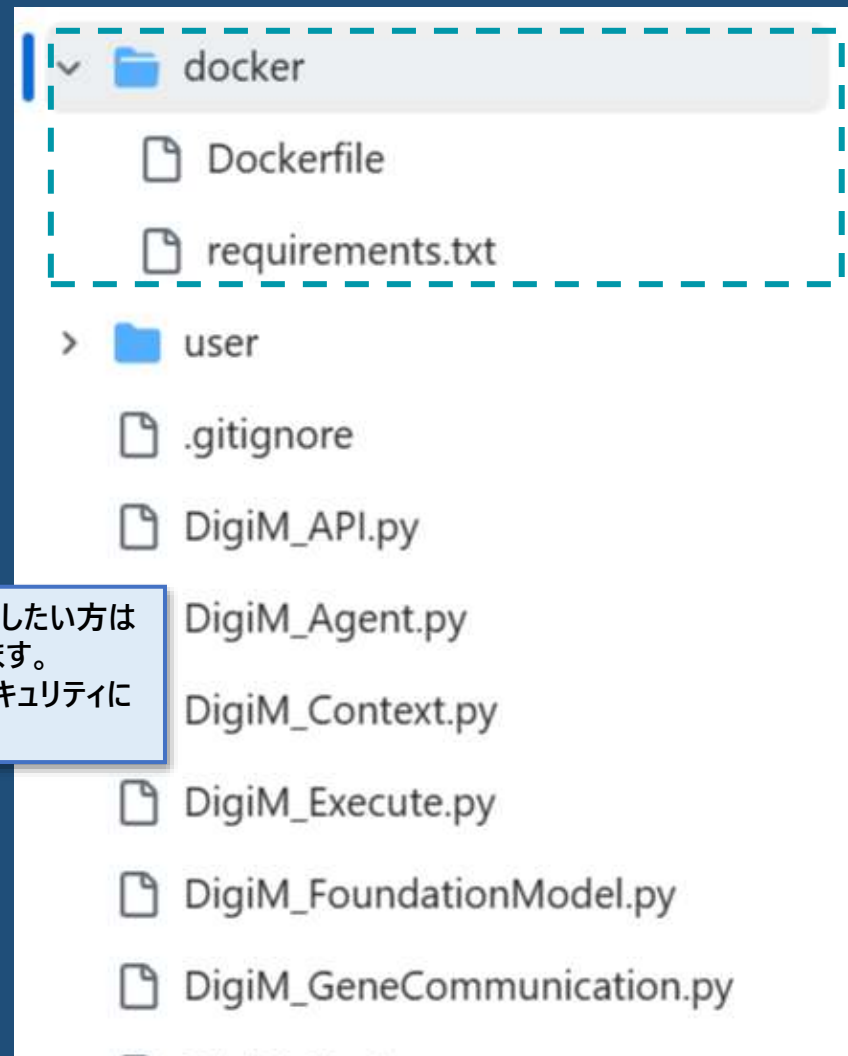 docker
Dockerfile
requirements.txt
user
.gitignore
DigiM_API.py
したい方は
ます。
キュリティに
DigiM_Agent.py
DigiM_Context.py
DigiM_Execute.py
DigiM_FoundationModel.py
DigiM_GeneCommunication.py